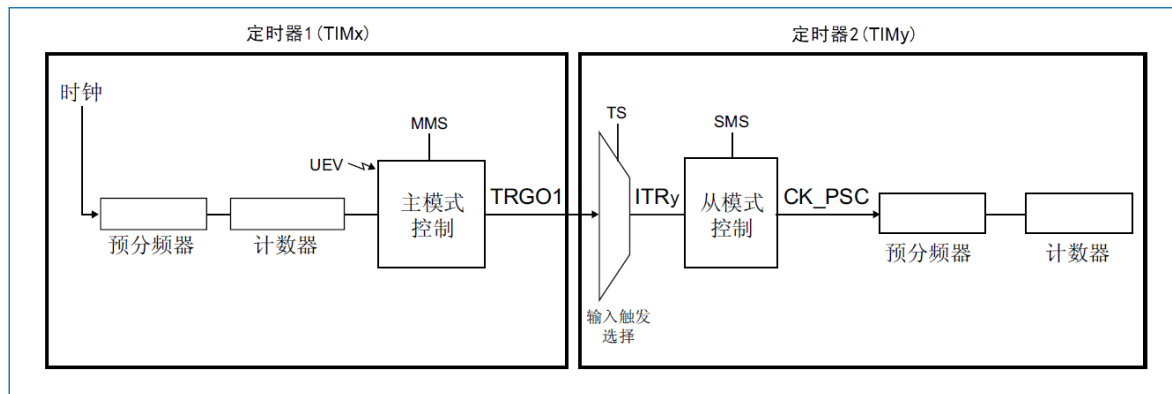 定时器1(TIMx)
定时器2(TIMy)
时钟
MMS
UEV
主模式
控制
TRGO1
预分频器
计数器
TS
SMS
ITRy
从模式
控制
CK_PSC
预分频器
计数器
输入触发
选择